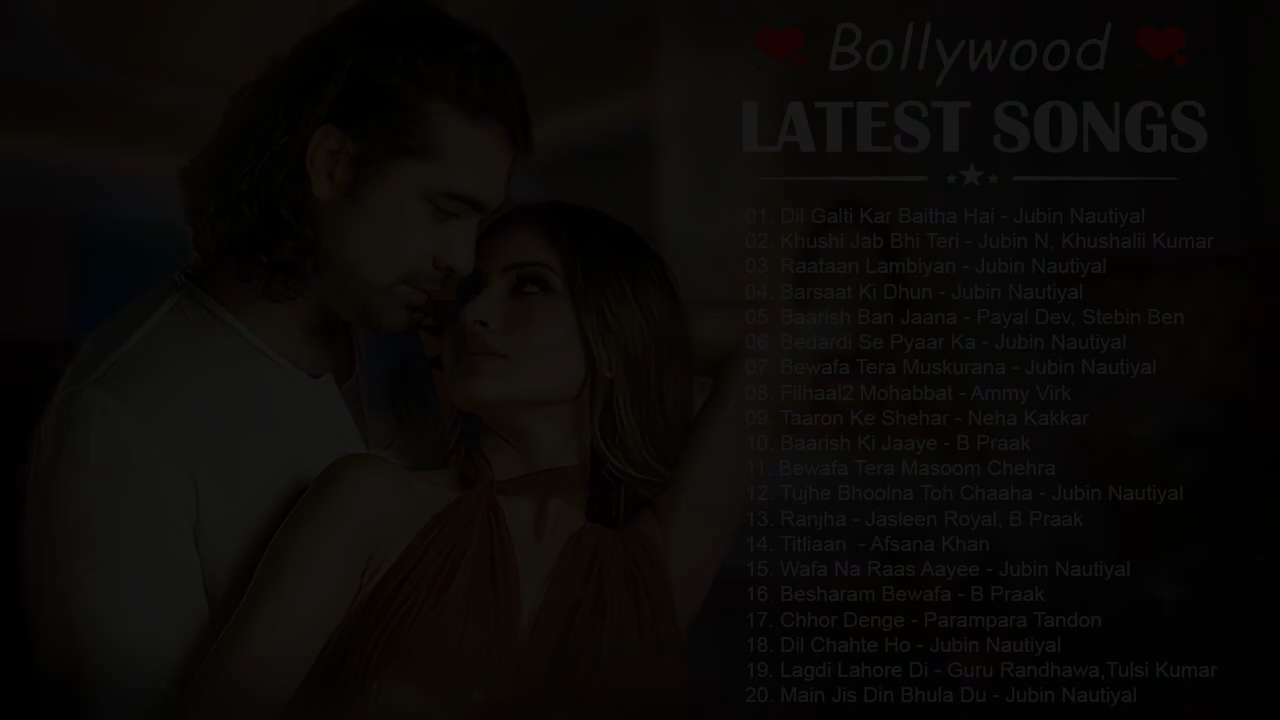 Bollywood
LATEST SONGS
01. Dil Galti Kar Baitha Hai - Jubin Nautiyal
02. Khushi Jab Bhi Teri - Jubin N, Khushalii Kumar
03. Raataan Lambiyan - Jubin Nautiyal
04. Barsaat Ki Dhun - Jubin Nautiyal
05. Baarish Ban Jaana - Payal Dev, Stebin Ben
06. Bedardi Se Pyaar Ka - Jubin Nautiyal
07. Bewafa Tera Muskurana - Jubin Nautiyal
08. Filhaal2 Mohabbat - Ammy Virk
09. Taaron Ke Shehar - Neha Kakkar
10. Baarish Ki Jaaye - B Praak
11. Bewafa Tera Masoom Chehra
12. Tujhe Bhoolna Toh Chaaha - Jubin Nautiyal
13. Ranjha - Jasleen Royal, B Praak
14. Titliaan - Afsana Khan
15. Wafa Na Raas Aayee - Jubin Nautiyal
16. Besharam Bewafa - B Praak
17. Chhor Denge - Parampara Tandon
18. Dil Chahte Ho - Jubin Nautiyal
19. Lagdi Lahore Di - Guru Randhawa,Tulsi Kumar
20. Main Jis Din Bhula Du - Jubin Nautiyal